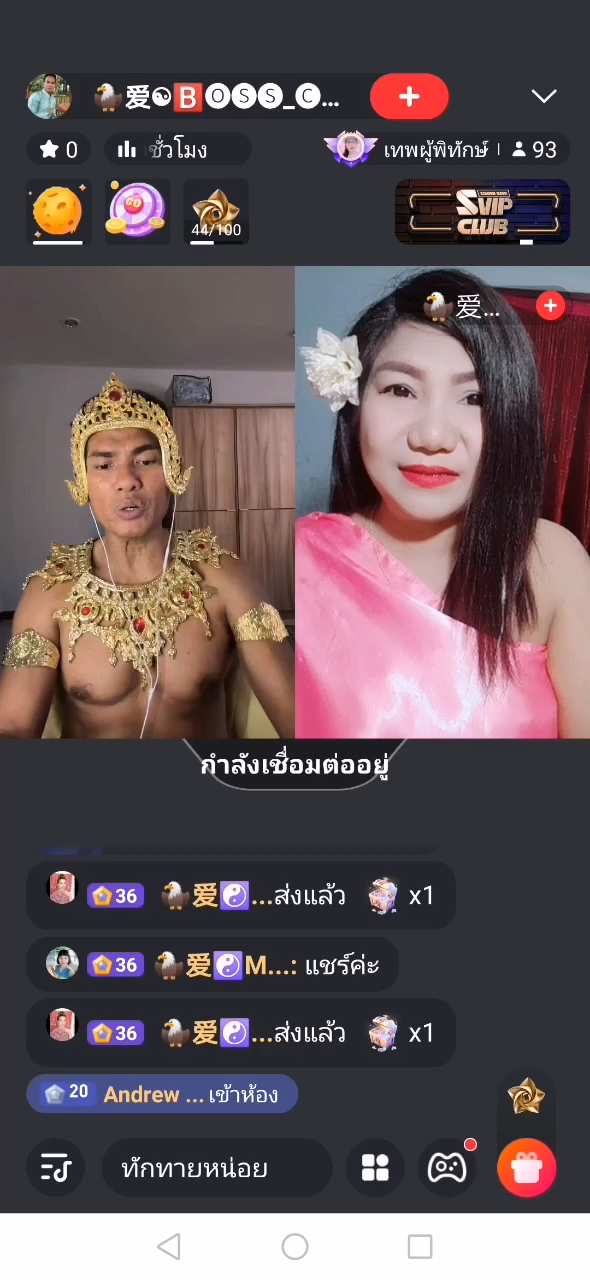 🦅爱☯🅱🅞🅢🅢_🅒...
0
ชั่วโมง
เทพผู้พิทักษ์ | 93
GO
44/100
SVIP
CLUB
🦅爱...
กำลังเชื่อมต่ออยู่
36 🦅爱☯️...ส่งแล้ว x1
36 🦅爱☯️M...: แชร์ค่ะ
36 🦅爱☯️...ส่งแล้ว x1
20 Andrew ... เข้าห้อง
ทักทายหน่อย